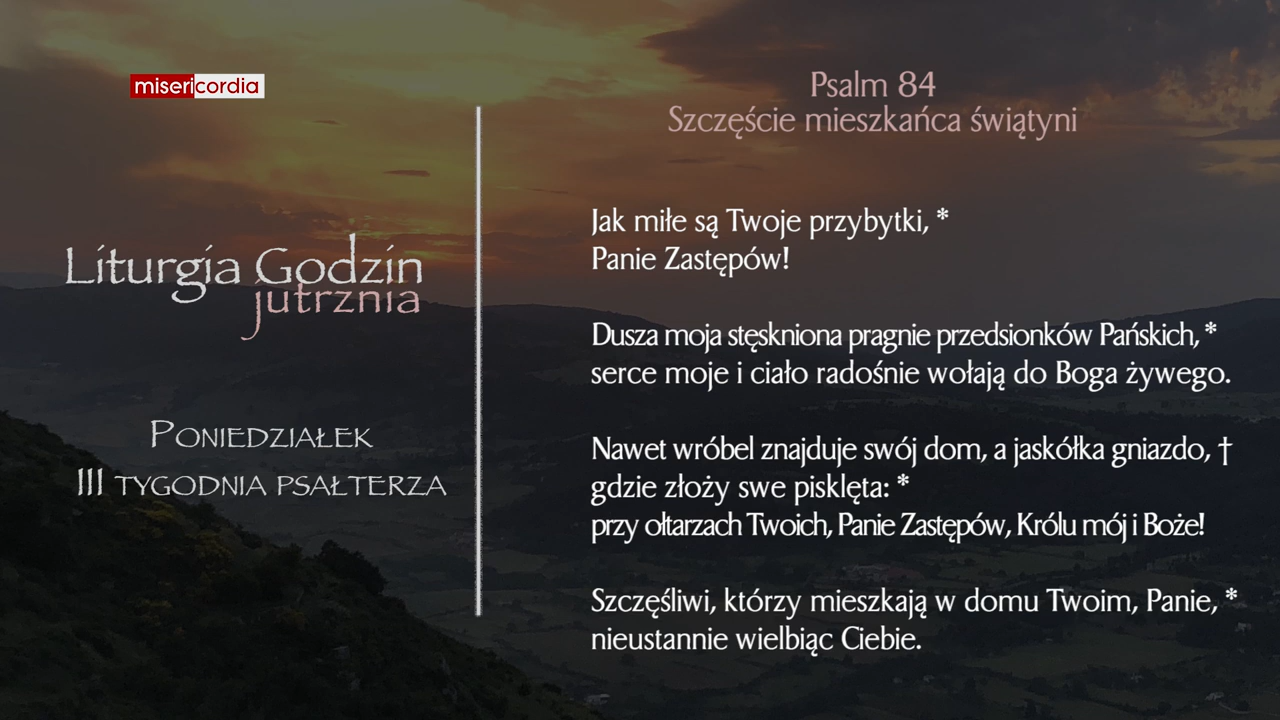 misericordia
Liturgia Godzin
jutrznia
Poniedziałek
III tygodnia psałterza
Psalm 84
Szczęście mieszkańca świątyni
Jak miłe są Twoje przybytki, *
Panie Zastępów!
Dusza moja stęskniona pragnie przedsionków Pańskich, *
serce moje i ciało radośnie wołają do Boga żywego.
Nawet wróbel znajduje swój dom, a jaskółka gniazdo, †
gdzie złoży swe pisklęta: *
przy ołtarzach Twoich, Panie Zastępów, Królu mój i Boże!
Szczęśliwi, którzy mieszkają w domu Twoim, Panie, *
nieustannie wielbiąc Ciebie.